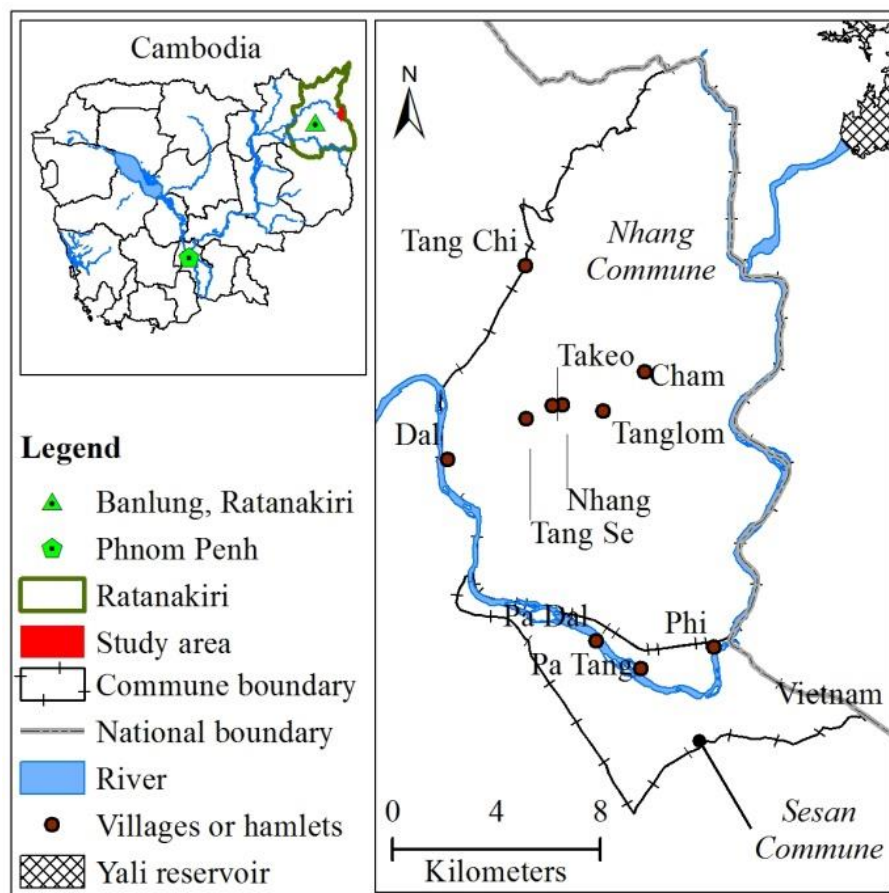 Cambodia
Legend
Banlung, Ratanakiri
Phnom Penh
Ratanakiri
Study area
Commune boundary
National boundary
River
Villages or hamlets
Yali reservoir
N
Tang Chi
Nhang
Commune
Takeo
Cham
Dal
Tanglom
Nhang
Tang Se
Pa Dal
Phi
Pa Tang
Vietnam
0 4 8
Kilometers
Sesan
Commune